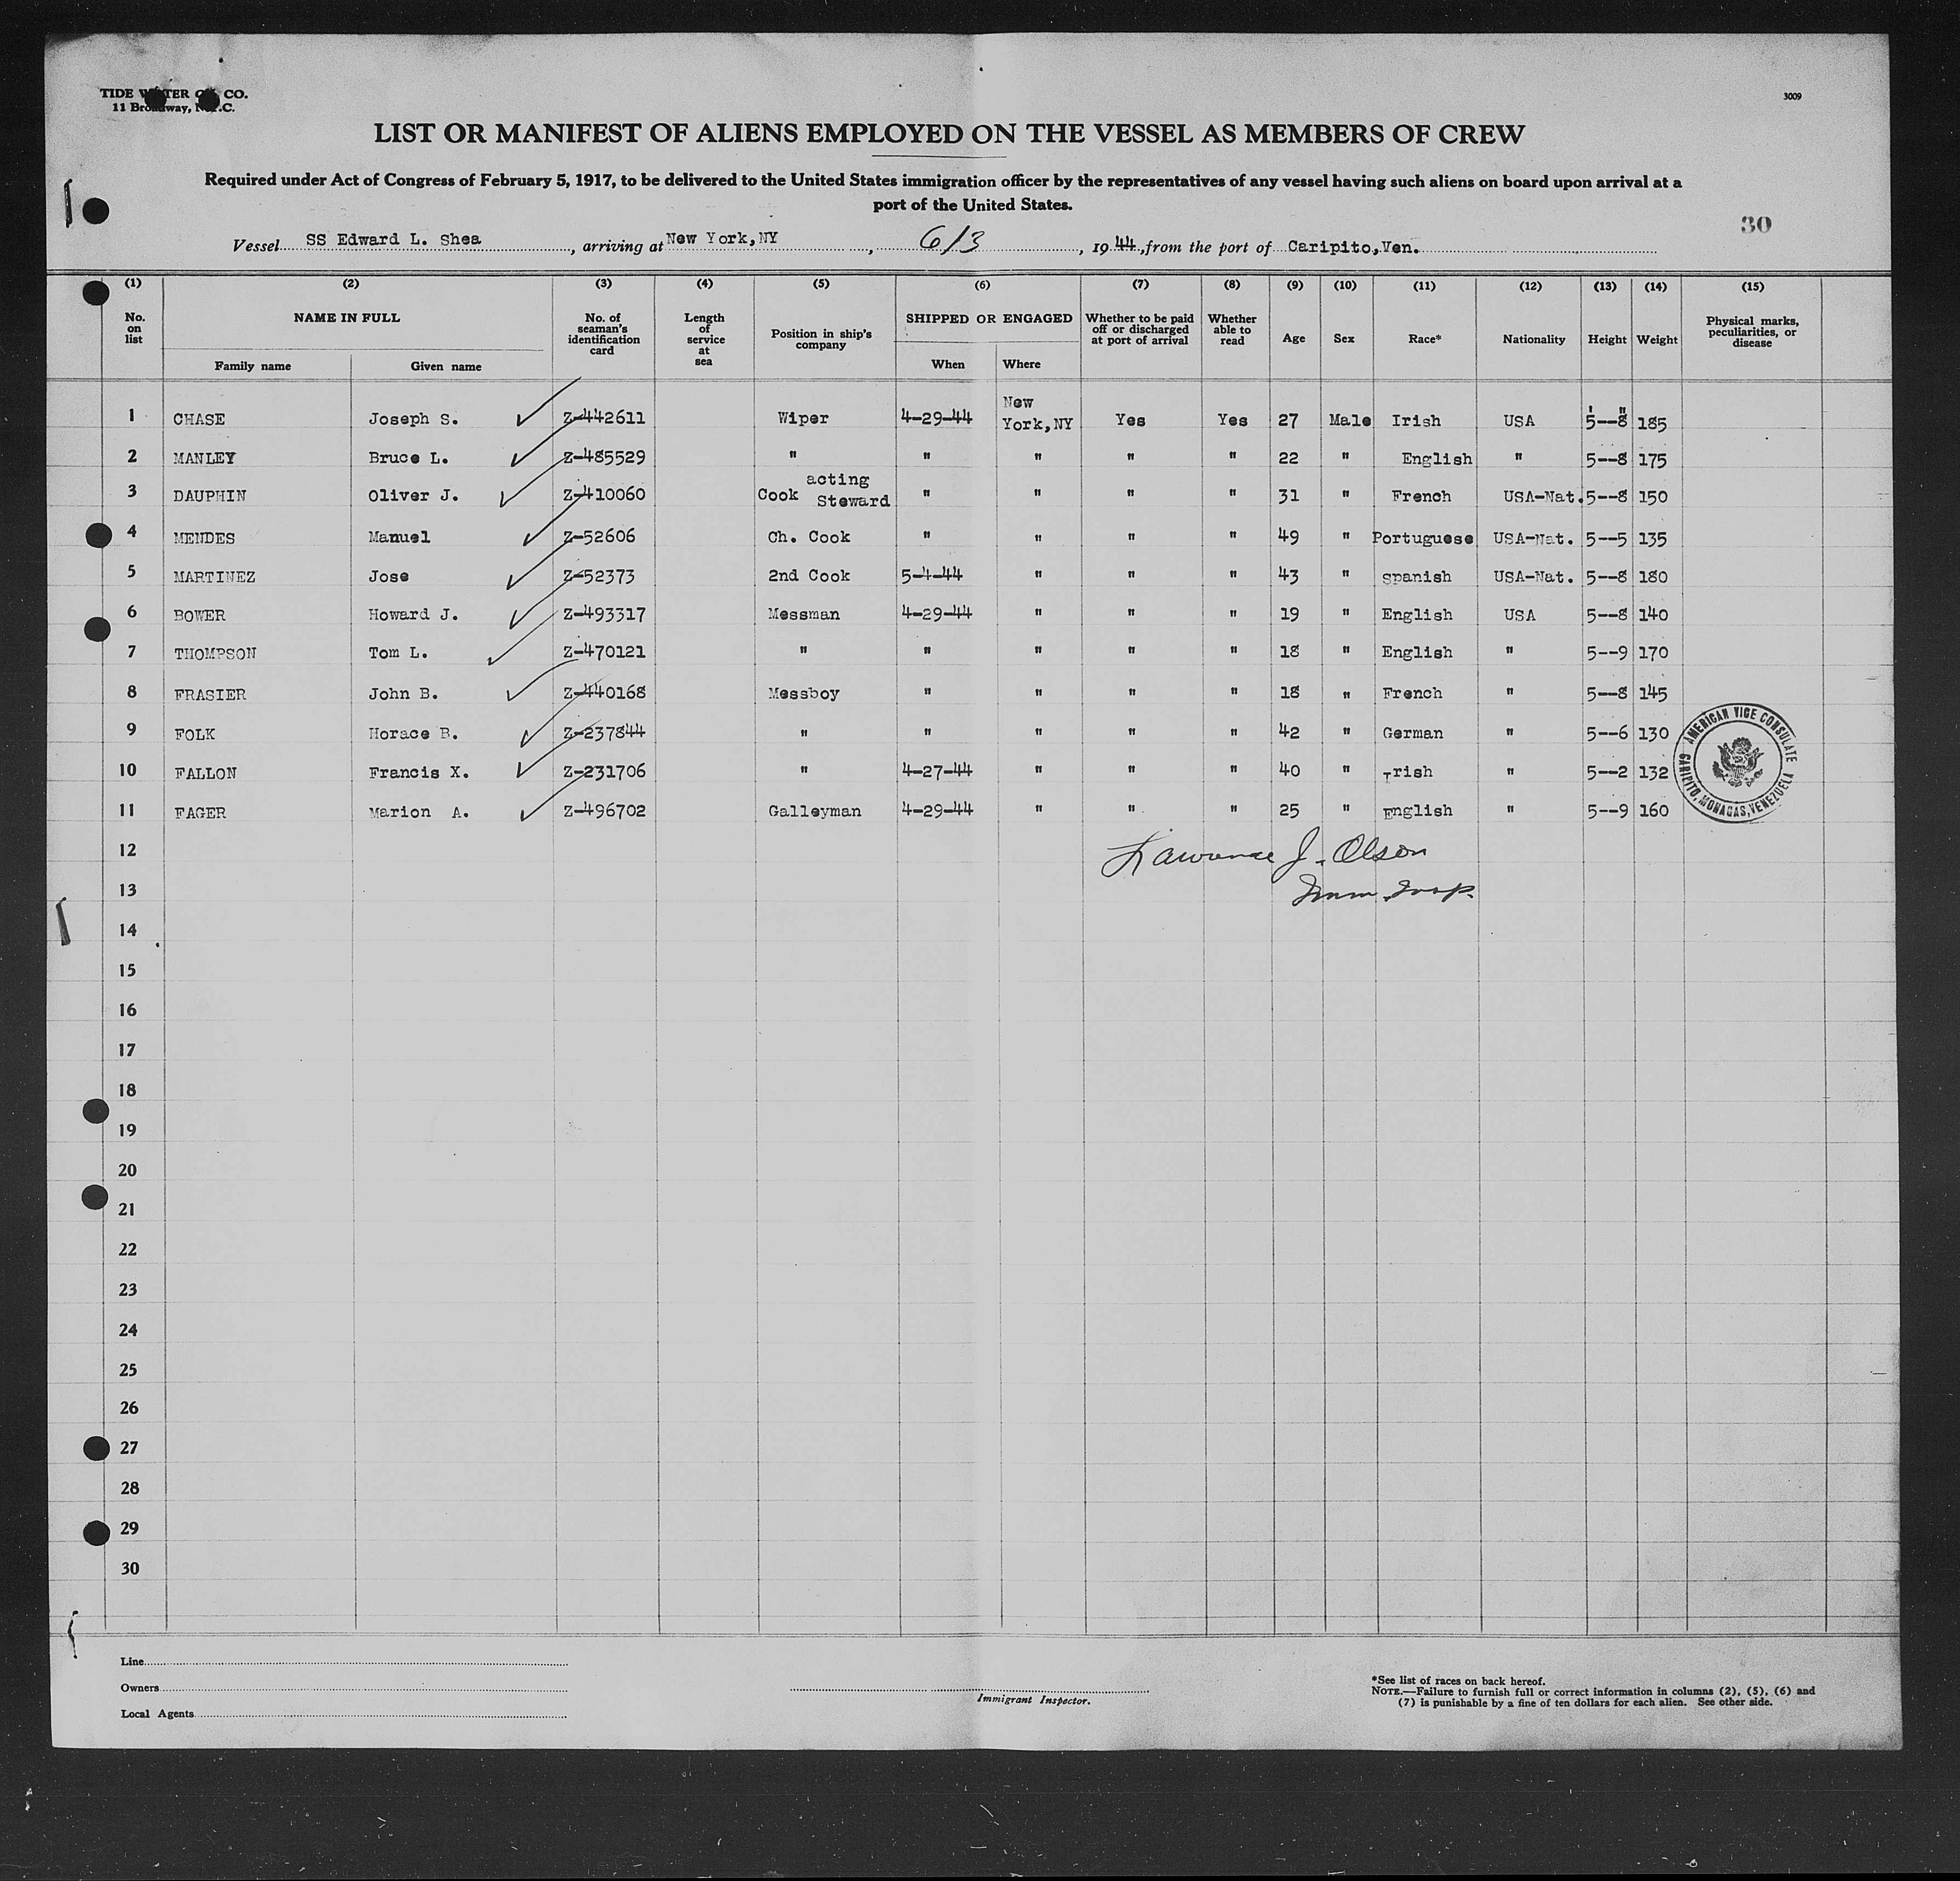 TIDE WATER OIL CO.
11 Broadway, N.Y.C.
3009
LIST OR MANIFEST OF ALIENS EMPLOYED ON THE VESSEL AS MEMBERS OF CREW
Required under Act of Congress of February 5, 1917, to be delivered to the United States immigration officer by the representatives of any vessel having such aliens on board upon arrival at a
port of the United States.
30
Vessel SS Edward L. Shea, arriving at New York, NY, 6/3, 1944, from the port of Caripito, Ven.
(1) (2) (3) (4) (5) (6) (7) (8) (9) (10) (11) (12) (13) (14) (15)
No. on list NAME IN FULL No. of seaman's identification card Length of service at sea Position in ship's company SHIPPED OR ENGAGED Whether to be paid off or discharged at port of arrival Whether able to read Age Sex Race* Nationality Height Weight Physical marks, peculiarities, or disease
Family name Given name When Where
1 CHASE Joseph S. Z-442611 Wiper 4-29-44 New York, NY Yes Yes 27 Male Irish USA 5'--8" 185
2 MANLEY Bruce L. Z-485529 " " " " " 22 English " 5--8 175
3 DAUPHIN Oliver J. Z-410060 Cook acting Steward " " " " 31 " French USA-Nat. 5--8 150
4 MENDES Manuel Z-52606 Ch. Cook " " " " 49 " Portuguese USA-Nat. 5--5 135
5 MARTINEZ Jose Z-52373 2nd Cook 5-4-44 " " " 43 " Spanish USA-Nat. 5--8 180
6 BOWER Howard J. Z-493317 Messman 4-29-44 " " " 19 " English USA 5--8 140
7 THOMPSON Tom L. Z-470121 " " " " " 18 " English " 5--9 170
8 FRASIER John B. Z-440168 Messboy " " " " 18 " French " 5--8 145
9 FOLK Horace B. Z-237844 " " " " " 42 " German " 5--6 130
10 FALLON Francis X. Z-231706 " 4-27-44 " " " 40 " Irish " 5--2 132
11 FAGER Marion A. Z-496702 Galleyman 4-29-44 " " " 25 " English " 5--9 160
AMERICAN VICE CONSULATE
CARIPITO, MONAGAS, VENEZUELA
12 Lawrence J. Olson
13 Imm. Insp.
14
15
16
17
18
19
20
21
22
23
24
25
26
27
28
29
30
Line
Owners
Local Agents
Immigrant Inspector.
*See list of races on back hereof.
NOTE.—Failure to furnish full or correct information in columns (2), (5), (6) and
(7) is punishable by a fine of ten dollars for each alien. See other side.